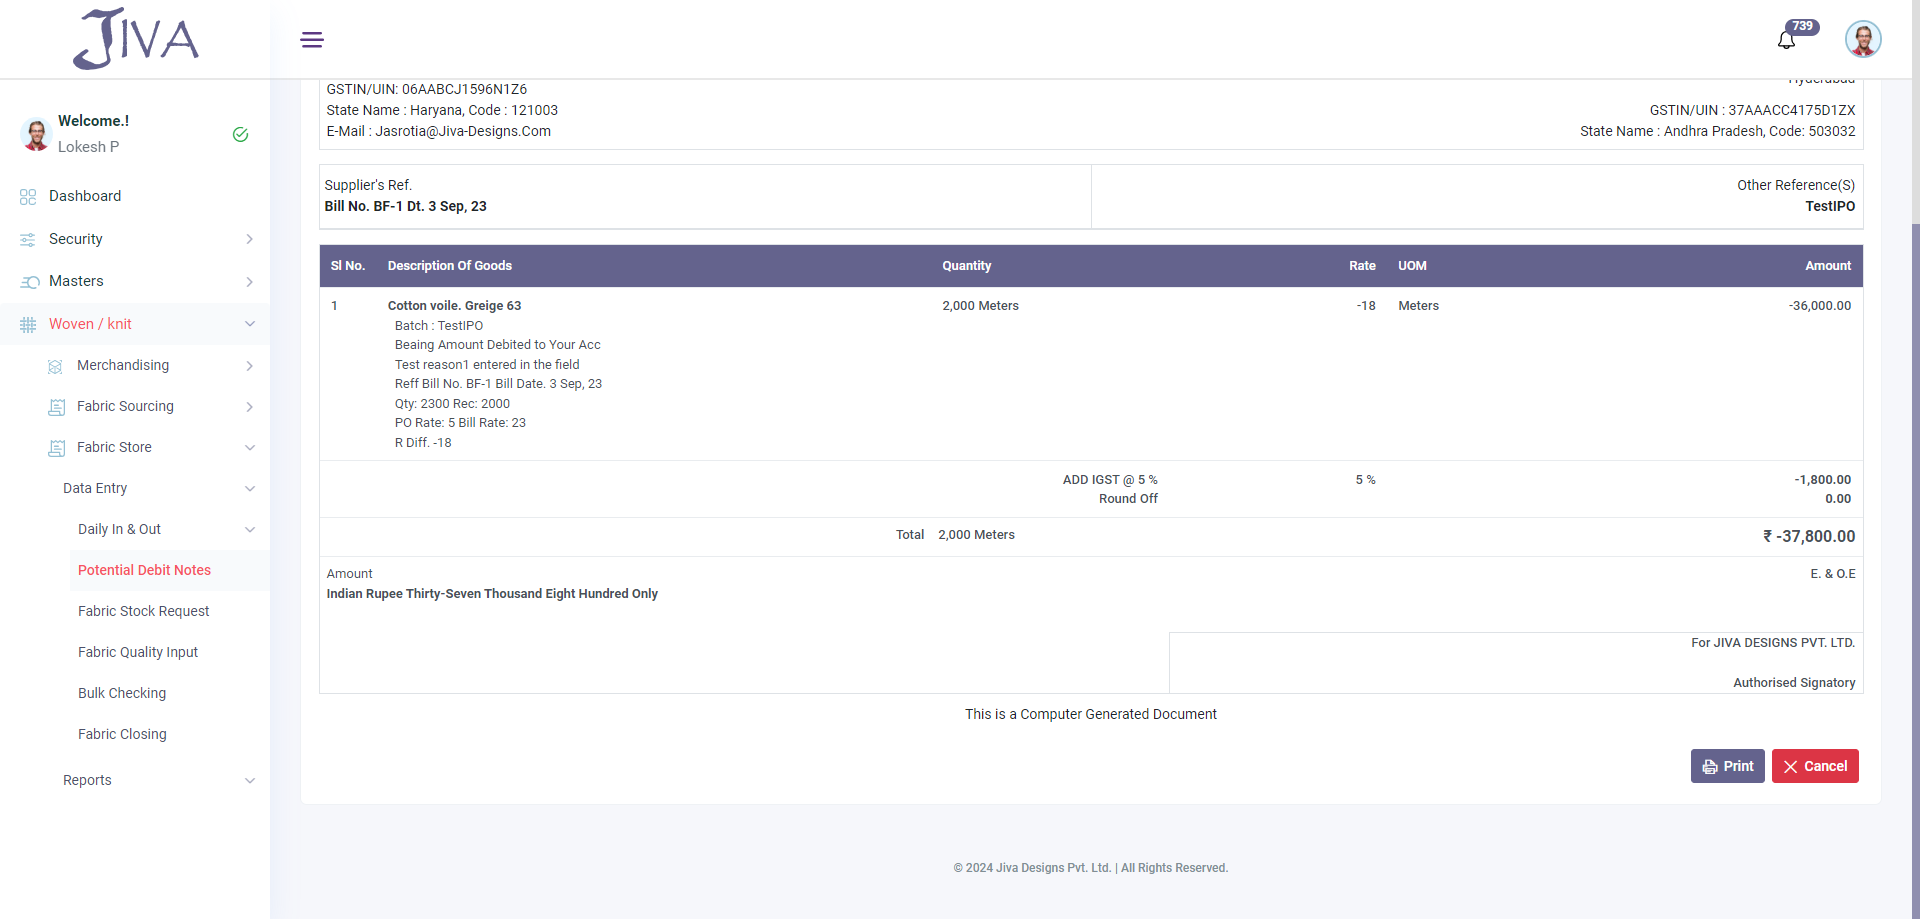 JIVA
739
Welcome.!
Lokesh P
Dashboard
Security
Masters
Woven / knit
Merchandising
Fabric Sourcing
Fabric Store
Data Entry
Daily In & Out
Potential Debit Notes
Fabric Stock Request
Fabric Quality Input
Bulk Checking
Fabric Closing
Reports
Hyderabad
GSTIN/UIN: 06AABCJ1596N1Z6
State Name : Haryana, Code : 121003
GSTIN/UIN : 37AAACC4175D1ZX
E-Mail : Jasrotia@Jiva-Designs.Com
State Name : Andhra Pradesh, Code: 503032
Supplier's Ref.
Other Reference(S)
Bill No. BF-1 Dt. 3 Sep, 23
TestIPO
Sl No. Description Of Goods Quantity Rate UOM Amount
1 Cotton voile. Greige 63 2,000 Meters -18 Meters -36,000.00
Batch : TestIPO
Beaing Amount Debited to Your Acc
Test reason1 entered in the field
Reff Bill No. BF-1 Bill Date. 3 Sep, 23
Qty: 2300 Rec: 2000
PO Rate: 5 Bill Rate: 23
R Diff. -18
ADD IGST @ 5 % 5 % -1,800.00
Round Off 0.00
Total 2,000 Meters ₹ -37,800.00
Amount E. & O.E
Indian Rupee Thirty-Seven Thousand Eight Hundred Only
For JIVA DESIGNS PVT. LTD.
Authorised Signatory
This is a Computer Generated Document
Print
Cancel
© 2024 Jiva Designs Pvt. Ltd. | All Rights Reserved.